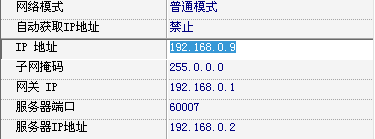 网络模式 普通模式
自动获取IP地址 禁止
IP 地址 192.168.0.9
子网掩码 255.0.0.0
网关 IP 192.168.0.1
服务器端口 60007
服务器IP地址 192.168.0.2